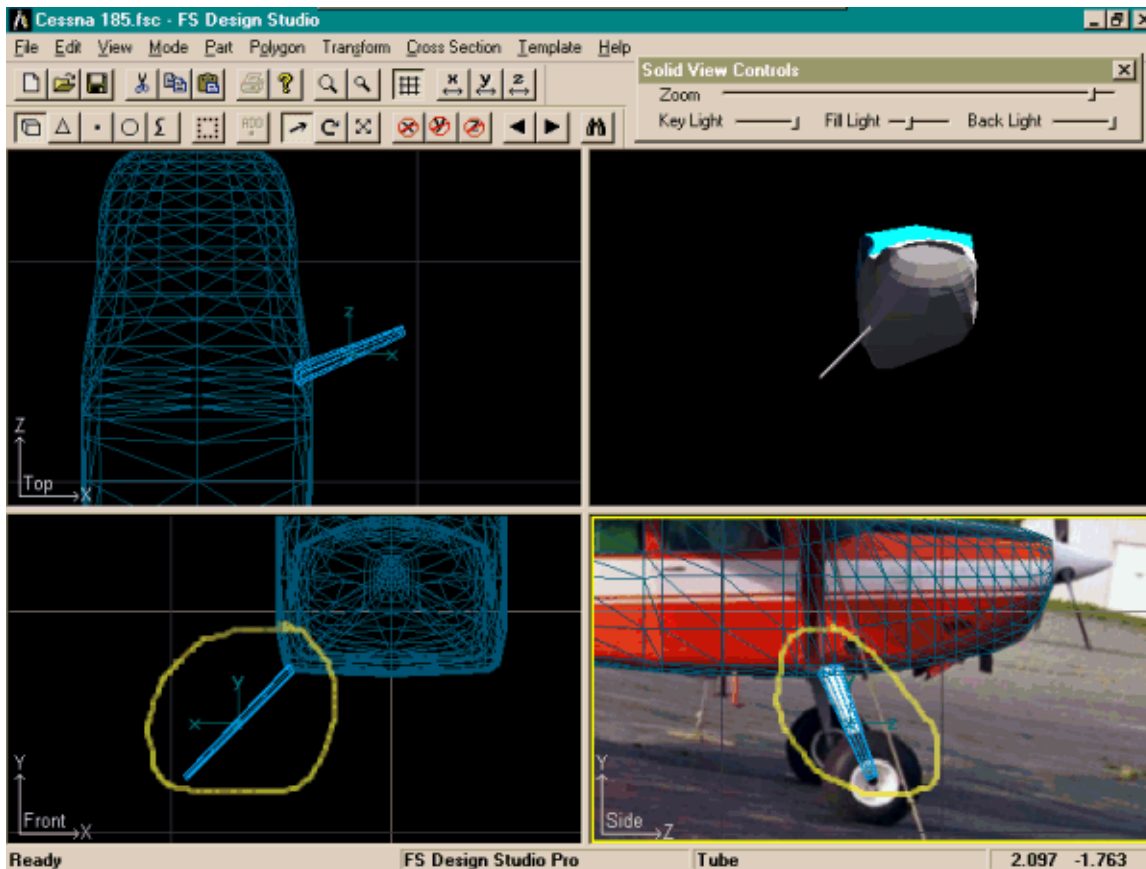 Cessna 185.fsc - FS Design Studio
File Edit View Mode Part Polygon Transform Cross Section Template Help
Solid View Controls
Zoom
Key Light Fill Light Back Light
x y z
ADD
z
x
Z
Top X
y
x
Y
Front X
z
Y
Side Z
Ready FS Design Studio Pro Tube 2.097 -1.763